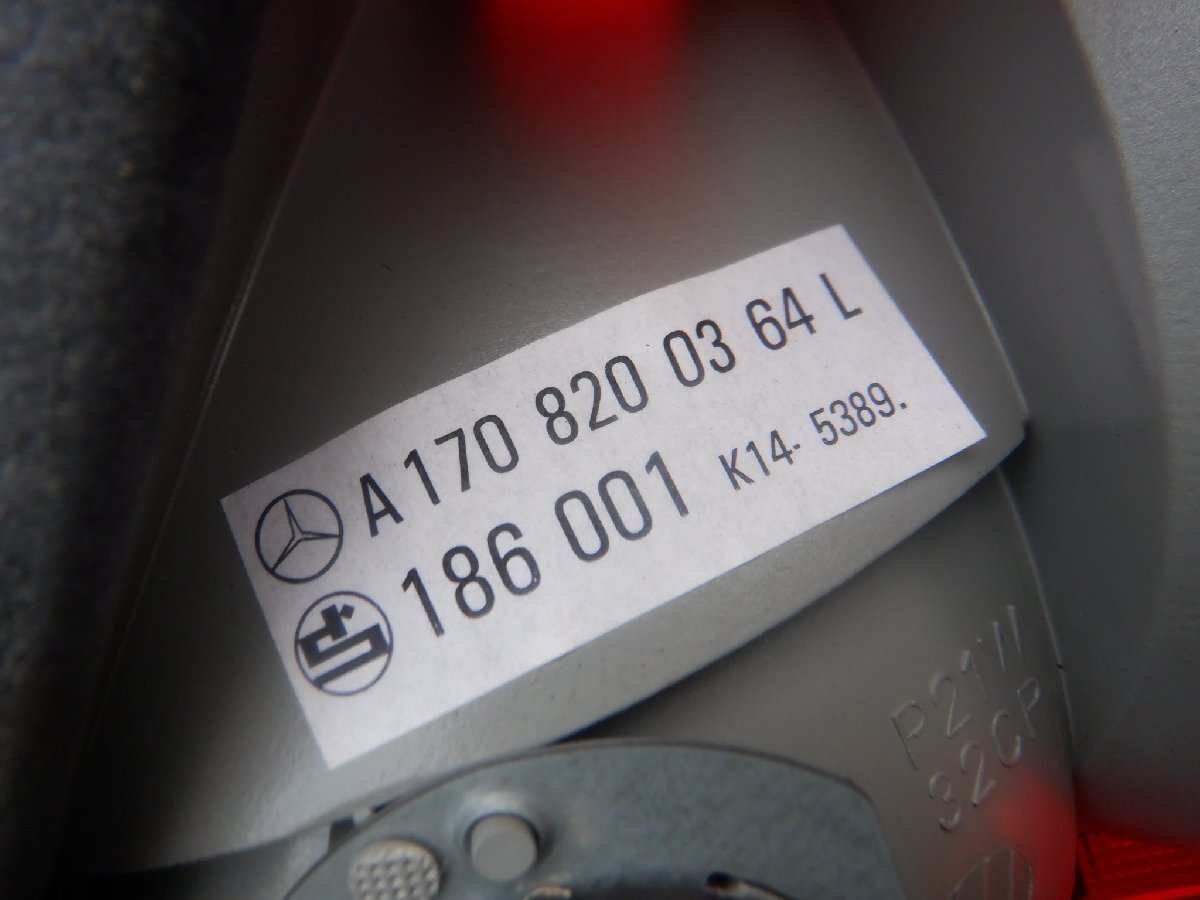 A 170 820 03 64 L
186 001 K14- 5389.
P21W
32CP